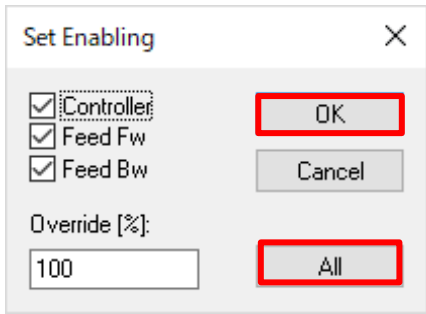 Set Enabling
Controller
OK
Feed Fw
Feed Bw
Cancel
Override [%]:
100
All